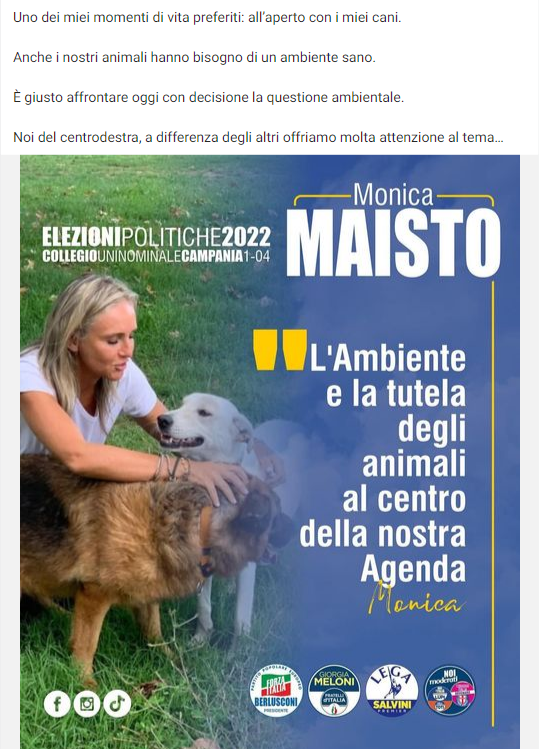 Uno dei miei momenti di vita preferiti: all’aperto con i miei cani.
Anche i nostri animali hanno bisogno di un ambiente sano.
È giusto affrontare oggi con decisione la questione ambientale.
Noi del centrodestra, a differenza degli altri offriamo molta attenzione al tema…
Monica
MAISTO
ELEZIONIPOLITICHE2022
COLLEGIOUNINOMINALECAMPANIA1-04
L'Ambiente
e la tutela
degli
animali
al centro
della nostra
Agenda
Monica
FORZA
ITALIA
BERLUSCONI
PRESIDENTE
GIORGIA
MELONI
FRATELLI
d'ITALIA
LEGA
SALVINI
PREMIER
NOI
moderati